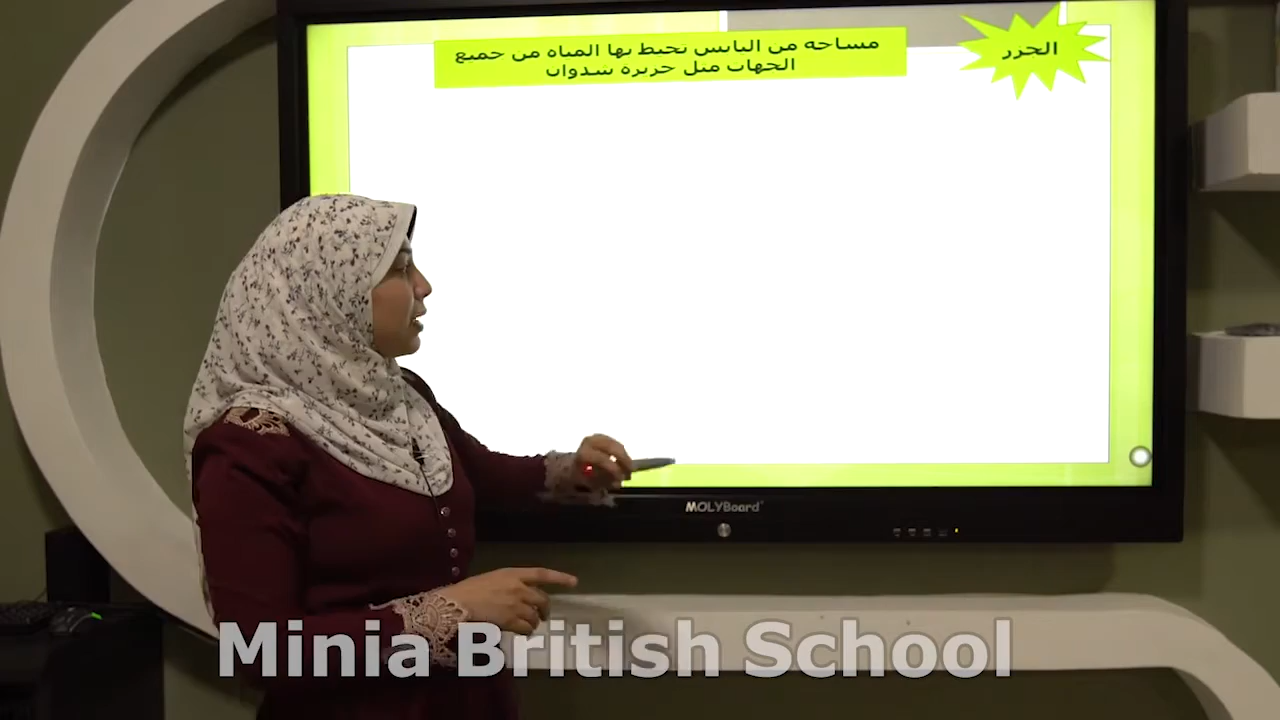 الجزر
مساحة من اليابس تحيط بها المياه من جميع
الجهات مثل جزيرة شدوان
MOLYBoard
Minia British School